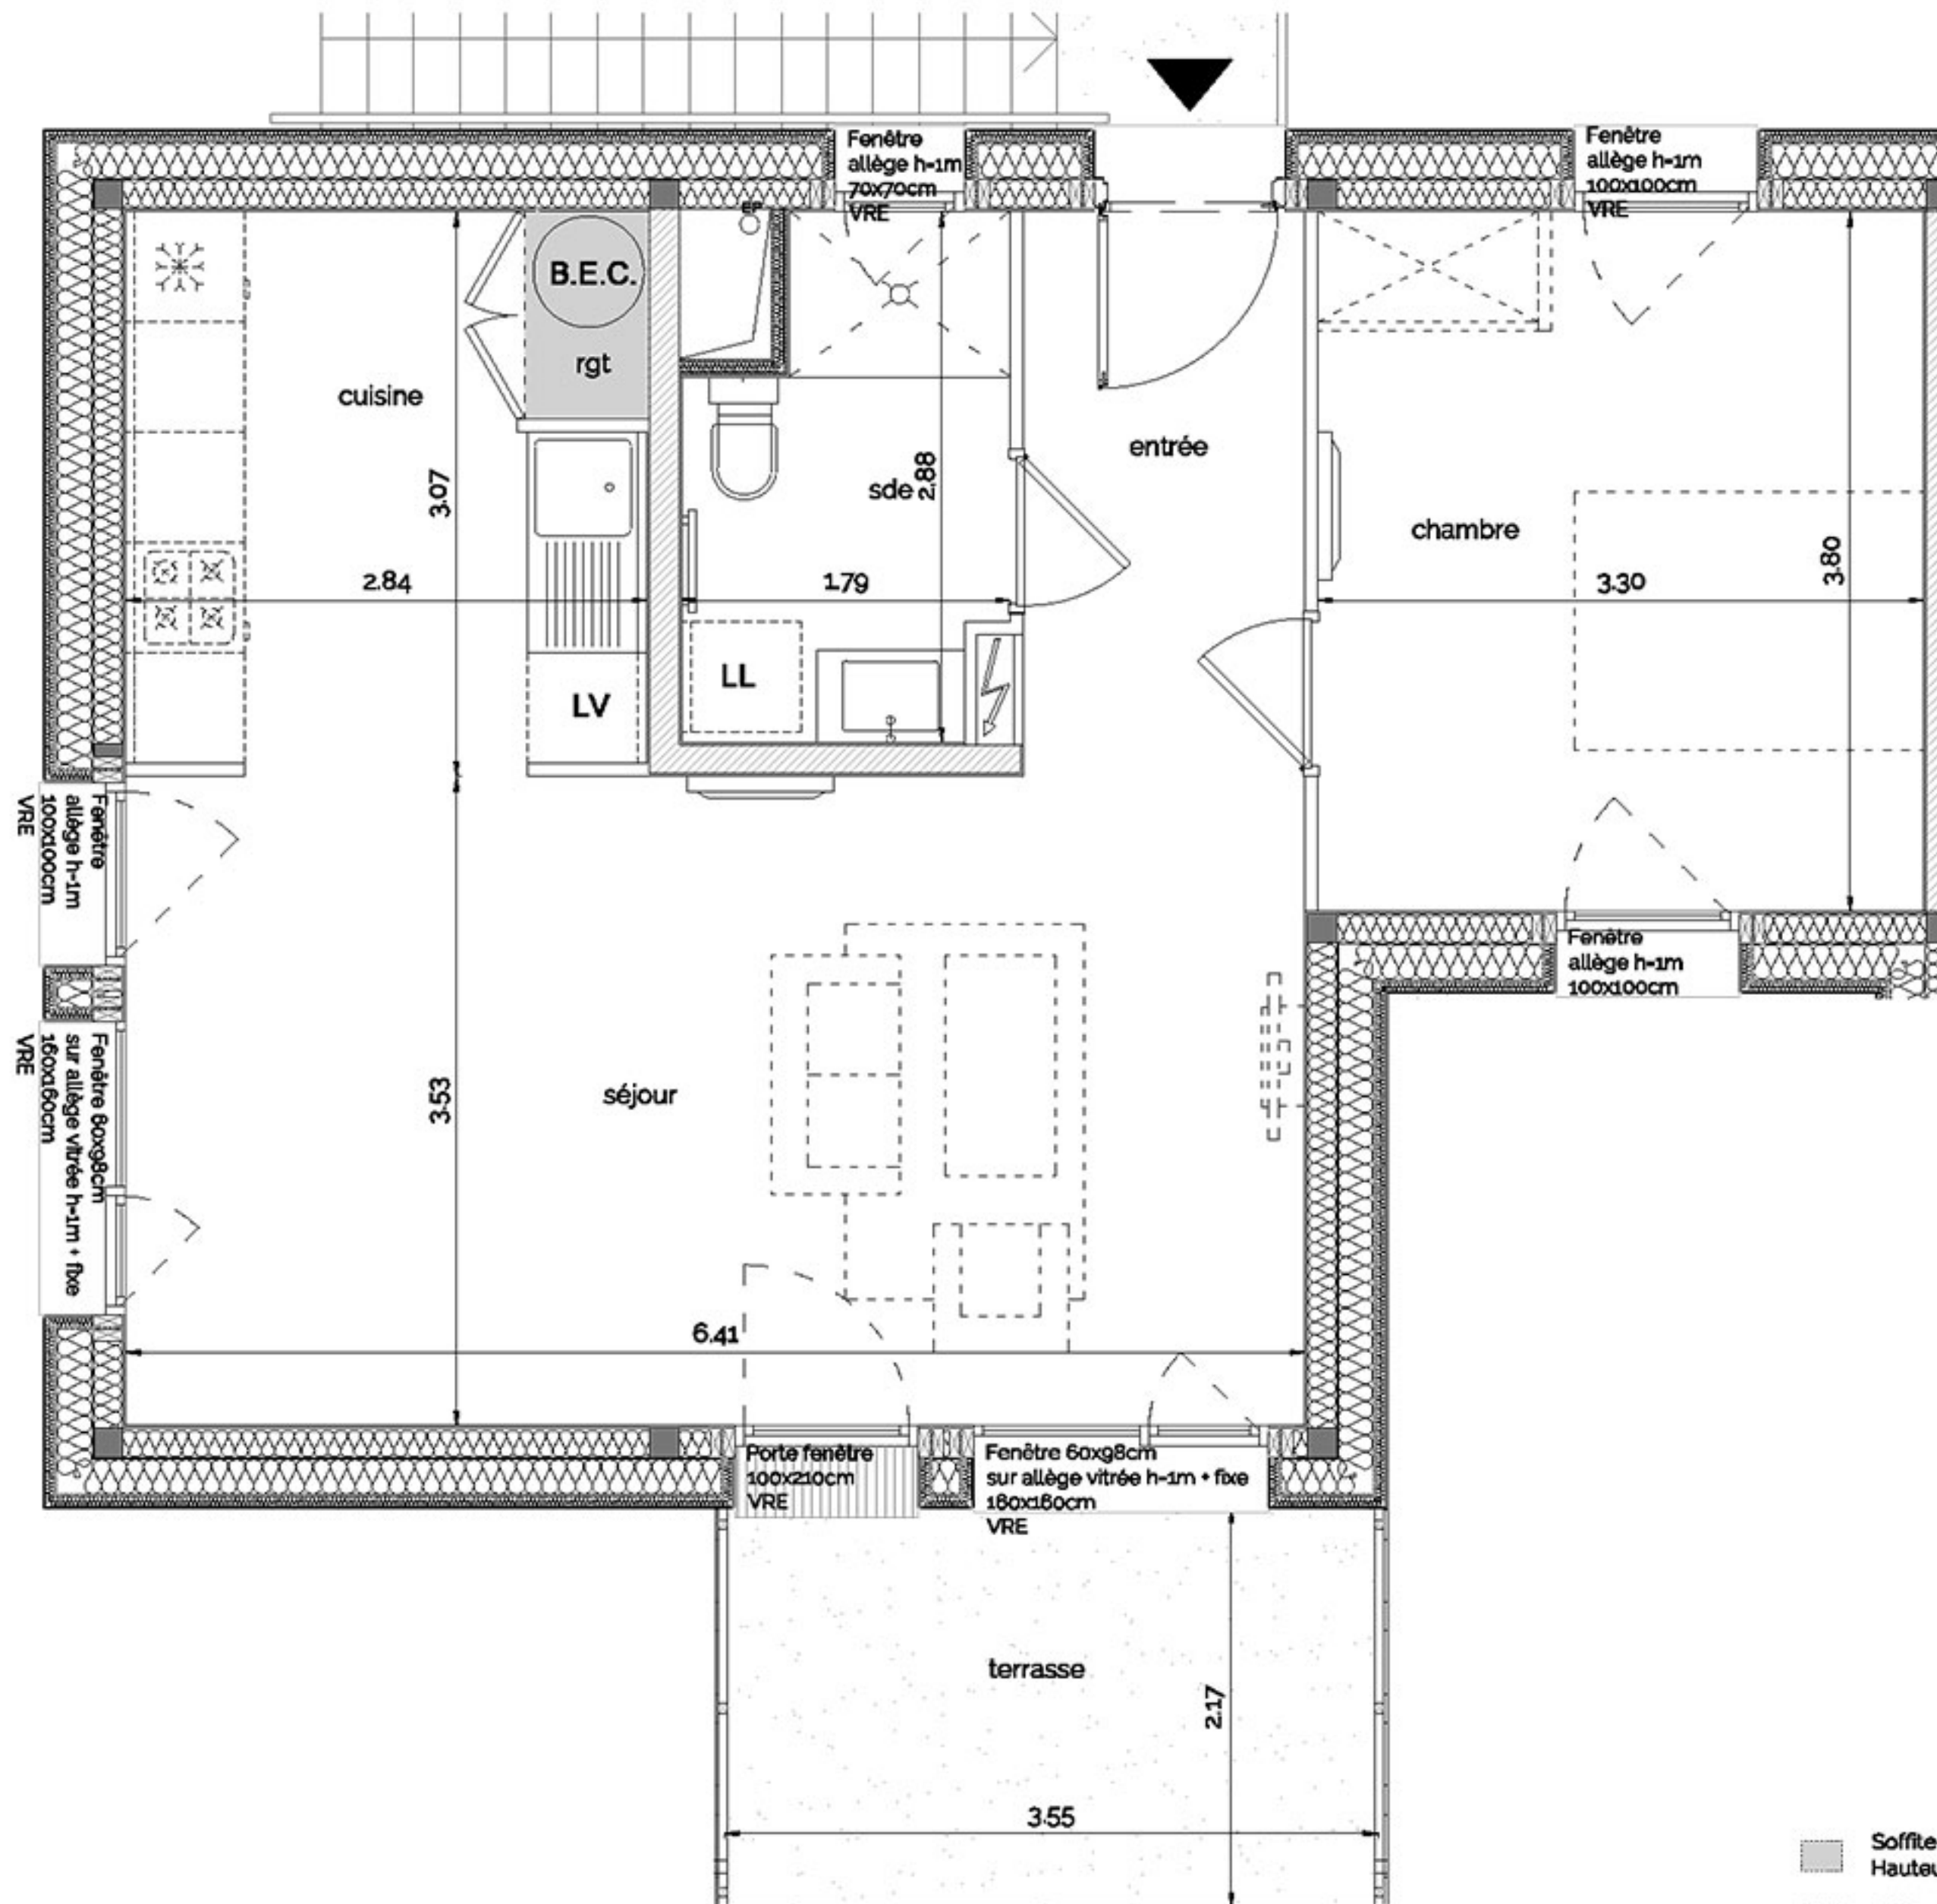 Fenêtre
allège h=1m
70x70cm
VRE
Fenêtre
allège h=1m
100x100cm
VRE
EP
B.E.C.
rgt
cuisine
entrée
3.07
sde
2.88
chambre
2.84
1.79
3.30
3.80
LL
LV
Fenêtre
allège h=1m
100x100cm
VRE
Fenêtre
allège h=1m
100x100cm
Fenêtre 60x98cm
sur allège vitrée h=1m + fixe
160x160cm
VRE
séjour
3.53
6.41
Porte fenêtre
100x210cm
VRE
Fenêtre 60x98cm
sur allège vitrée h=1m + fixe
160x160cm
VRE
terrasse
2.17
3.55
Soffite
Hauteu